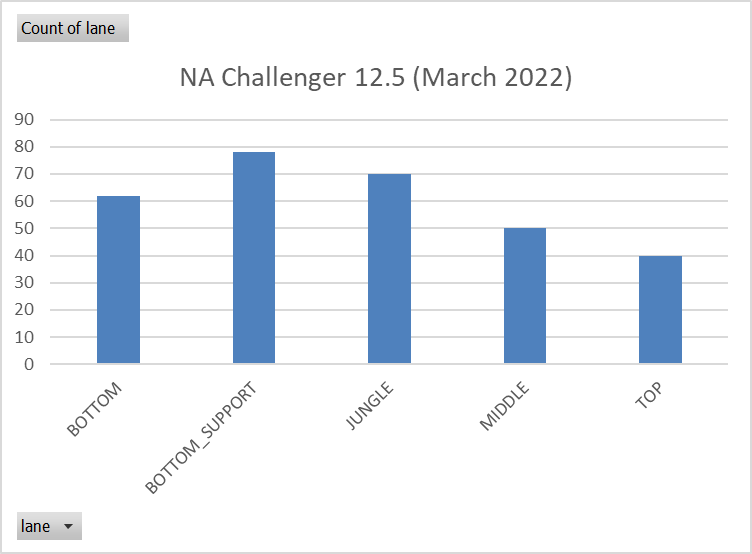 Count of lane
NA Challenger 12.5 (March 2022)
90
80
70
60
50
40
30
20
10
0
BOTTOM
BOTTOM_SUPPORT
JUNGLE
MIDDLE
TOP
lane